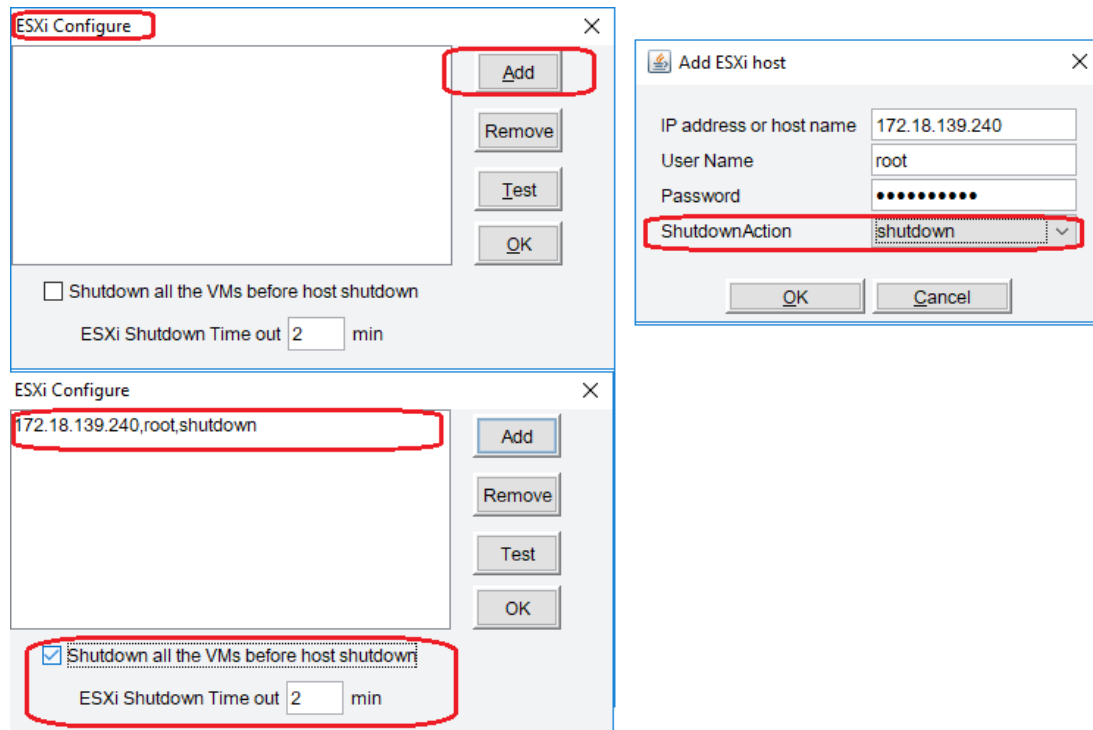 ESXi Configure
Add
Remove
Test
OK
Shutdown all the VMs before host shutdown
ESXi Shutdown Time out 2 min
Add ESXi host
IP address or host name 172.18.139.240
User Name root
Password ••••••••••
ShutdownAction shutdown
OK Cancel
ESXi Configure
172.18.139.240,root,shutdown
Add
Remove
Test
OK
Shutdown all the VMs before host shutdown
ESXi Shutdown Time out 2 min